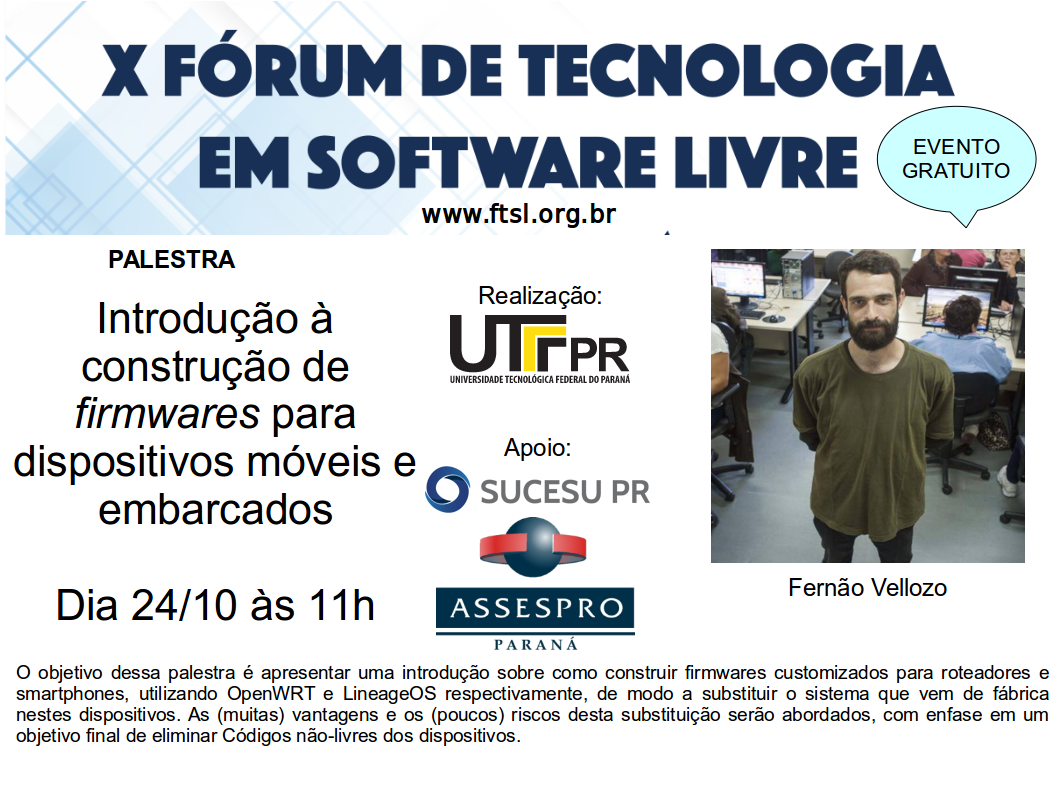 X FÓRUM DE TECNOLOGIA
EM SOFTWARE LIVRE
www.ftsl.org.br
EVENTO
GRATUITO
PALESTRA
Introdução à
construção de
firmwares para
dispositivos móveis e
embarcados
Dia 24/10 às 11h
Realização:
UTFPR
UNIVERSIDADE TECNOLÓGICA FEDERAL DO PARANÁ
Apoio:
SUCESU PR
ASSESPRO
PARANÁ
Fernão Vellozo
O objetivo dessa palestra é apresentar uma introdução sobre como construir firmwares customizados para roteadores e
smartphones, utilizando OpenWRT e LineageOS respectivamente, de modo a substituir o sistema que vem de fábrica
nestes dispositivos. As (muitas) vantagens e os (poucos) riscos desta substituição serão abordados, com enfase em um
objetivo final de eliminar Códigos não-livres dos dispositivos.